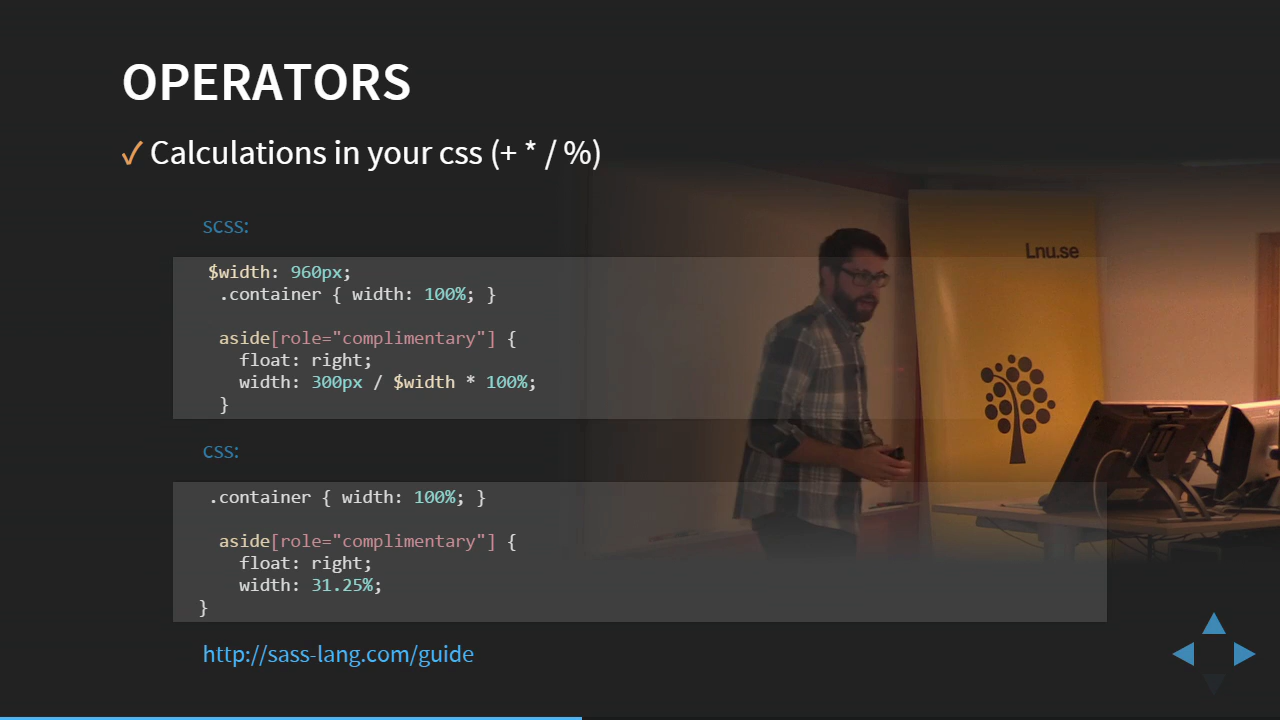 OPERATORS
✓ Calculations in your css (+ * / %)
scss:
$width: 960px;
.container { width: 100%; }
aside[role="complimentary"] {
float: right;
width: 300px / $width * 100%;
}
css:
.container { width: 100%; }
aside[role="complimentary"] {
float: right;
width: 31.25%;
}
http://sass-lang.com/guide
Lnu.se